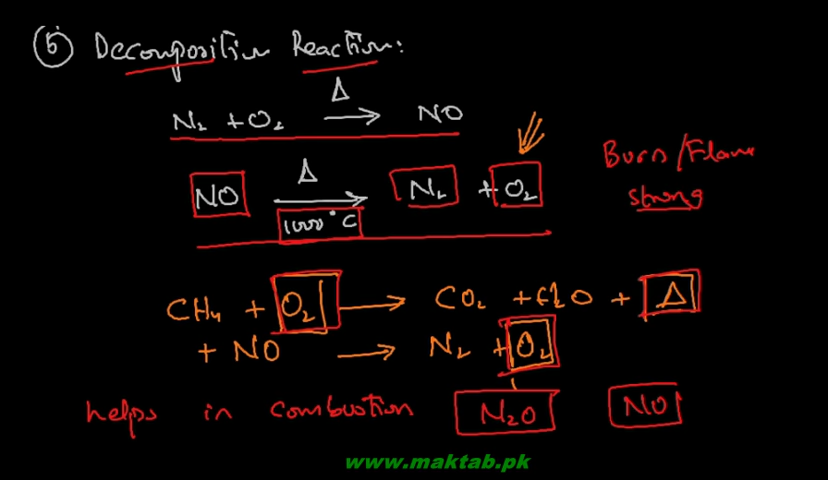 ⑤ Decomposition Reaction:
N₂ + O₂ Δ→ NO
NO Δ→ N₂ + O₂
1000°C
Burn/Flame
strong
CH₄ + O₂ → CO₂ + H₂O + Δ
+ NO → N₂ + O₂
helps in combustion N₂O NO
www.maktab.pk